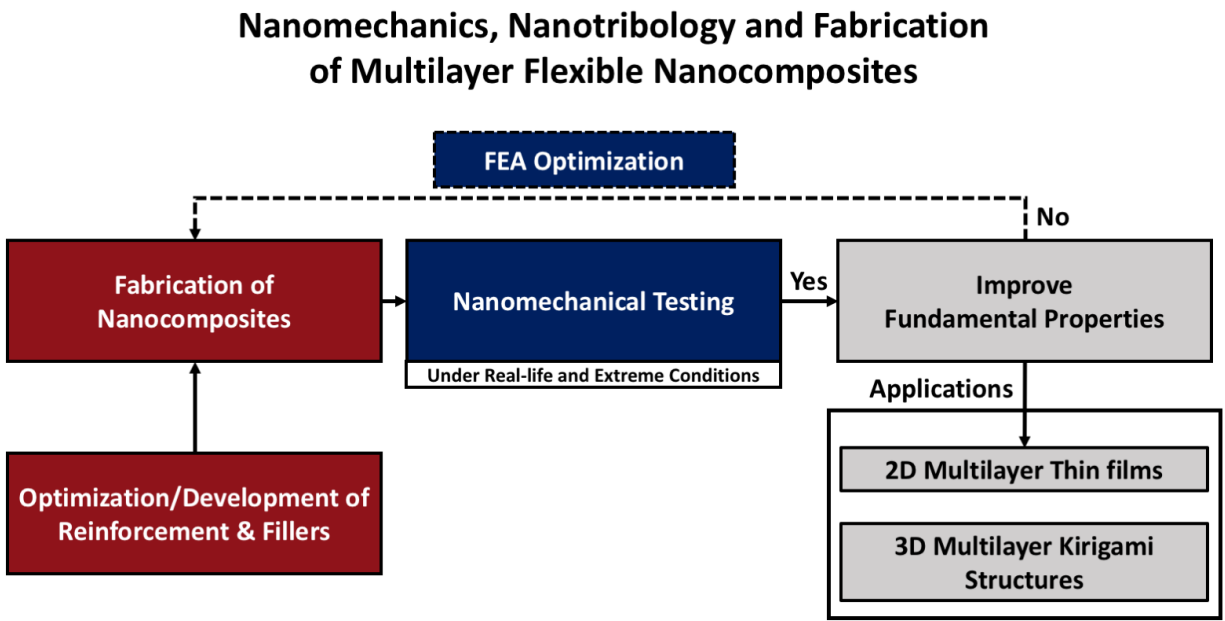 Nanomechanics, Nanotribology and Fabrication
of Multilayer Flexible Nanocomposites
FEA Optimization
No
Fabrication of
Nanocomposites
Nanomechanical Testing
Yes
Improve
Fundamental Properties
Under Real-life and Extreme Conditions
Applications
Optimization/Development of
Reinforcement & Fillers
2D Multilayer Thin films
3D Multilayer Kirigami
Structures